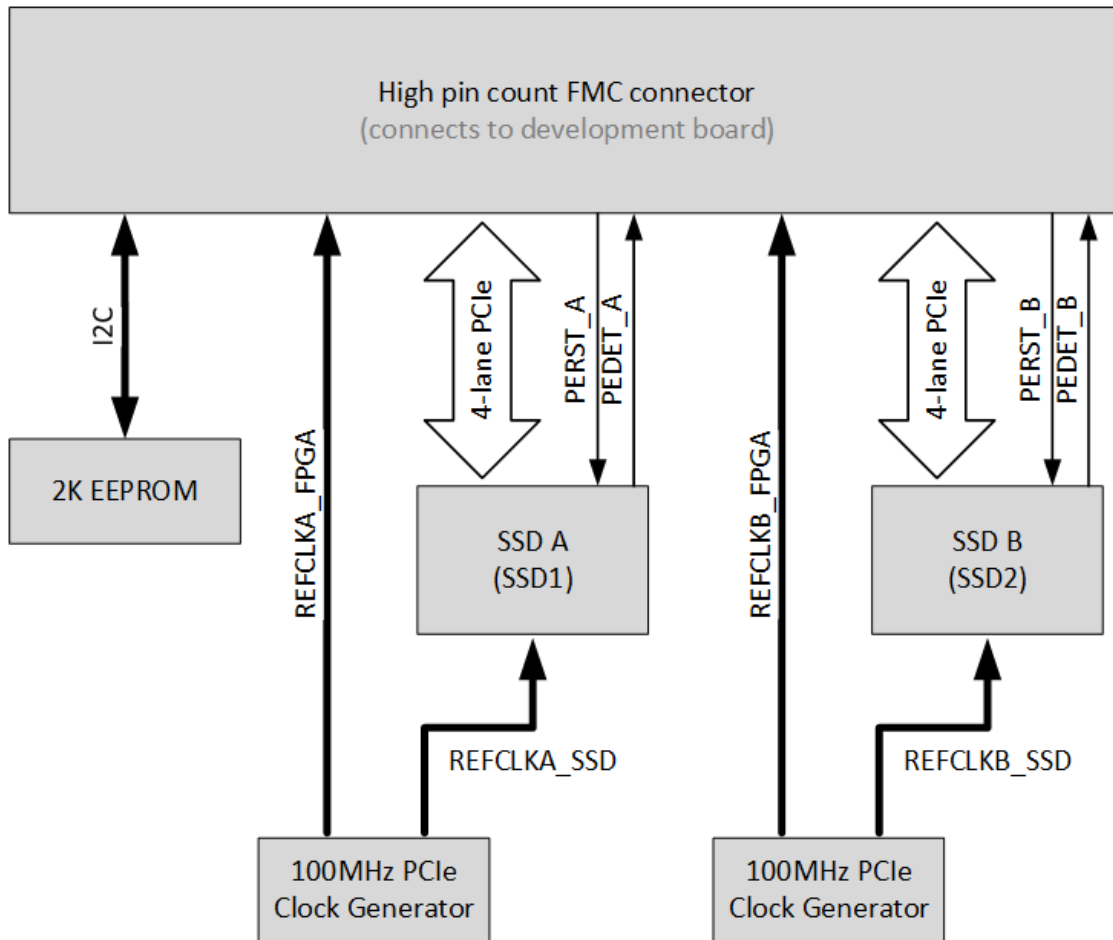 High pin count FMC connector
(connects to development board)
I2C
2K EEPROM
REFCLKA_FPGA
4-lane PCIe
PERST_A
PEDET_A
SSD A
(SSD1)
REFCLKA_SSD
100MHz PCIe
Clock Generator
REFCLKB_FPGA
4-lane PCIe
PERST_B
PEDET_B
SSD B
(SSD2)
REFCLKB_SSD
100MHz PCIe
Clock Generator